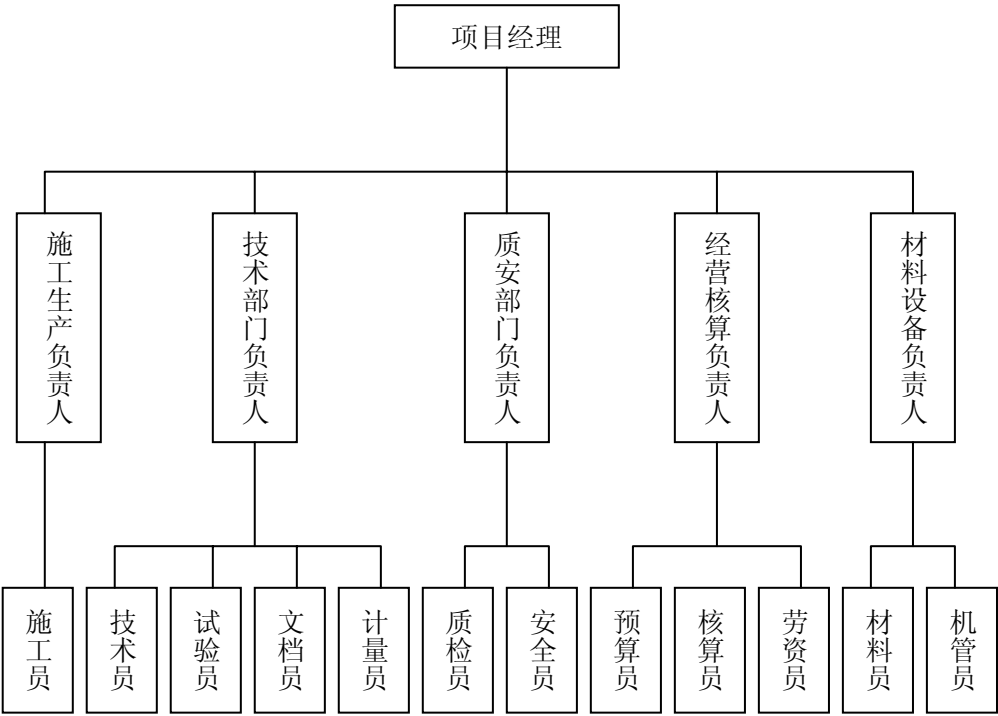 项目经理
施工生产负责人
技术部门负责人
质安部门负责人
经营核算负责人
材料设备负责人
施工员
技术员
试验员
文档员
计量员
质检员
安全员
预算员
核算员
劳资员
材料员
机管员